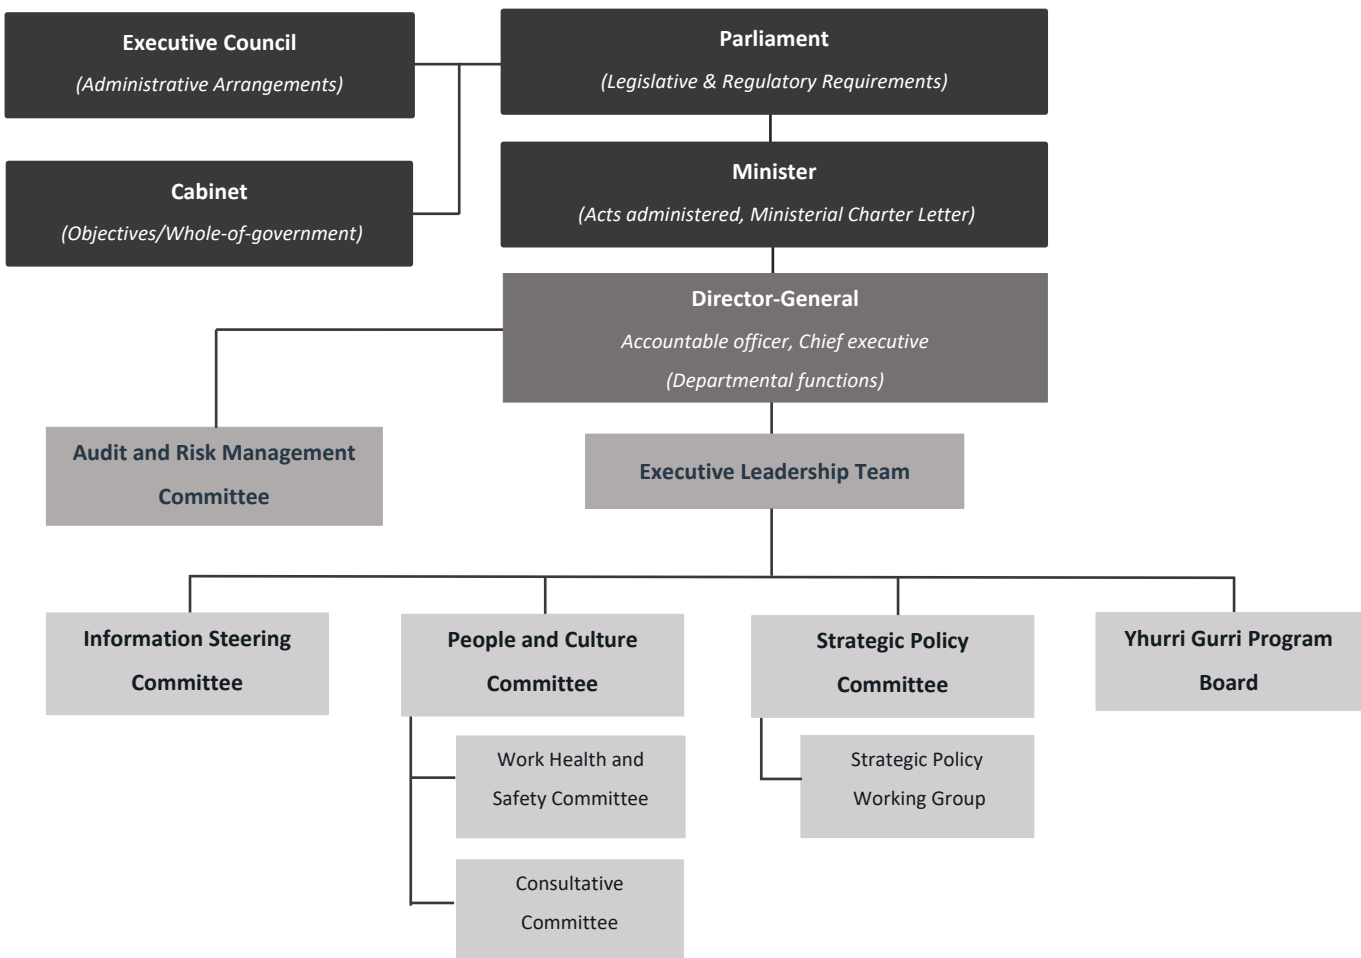 Executive Council
(Administrative Arrangements)
Parliament
(Legislative & Regulatory Requirements)
Cabinet
(Objectives/Whole-of-government)
Minister
(Acts administered, Ministerial Charter Letter)
Director-General
Accountable officer, Chief executive
(Departmental functions)
Audit and Risk Management
Committee
Executive Leadership Team
Information Steering
Committee
People and Culture
Committee
Strategic Policy
Committee
Yhurri Gurri Program
Board
Work Health and
Safety Committee
Strategic Policy
Working Group
Consultative
Committee